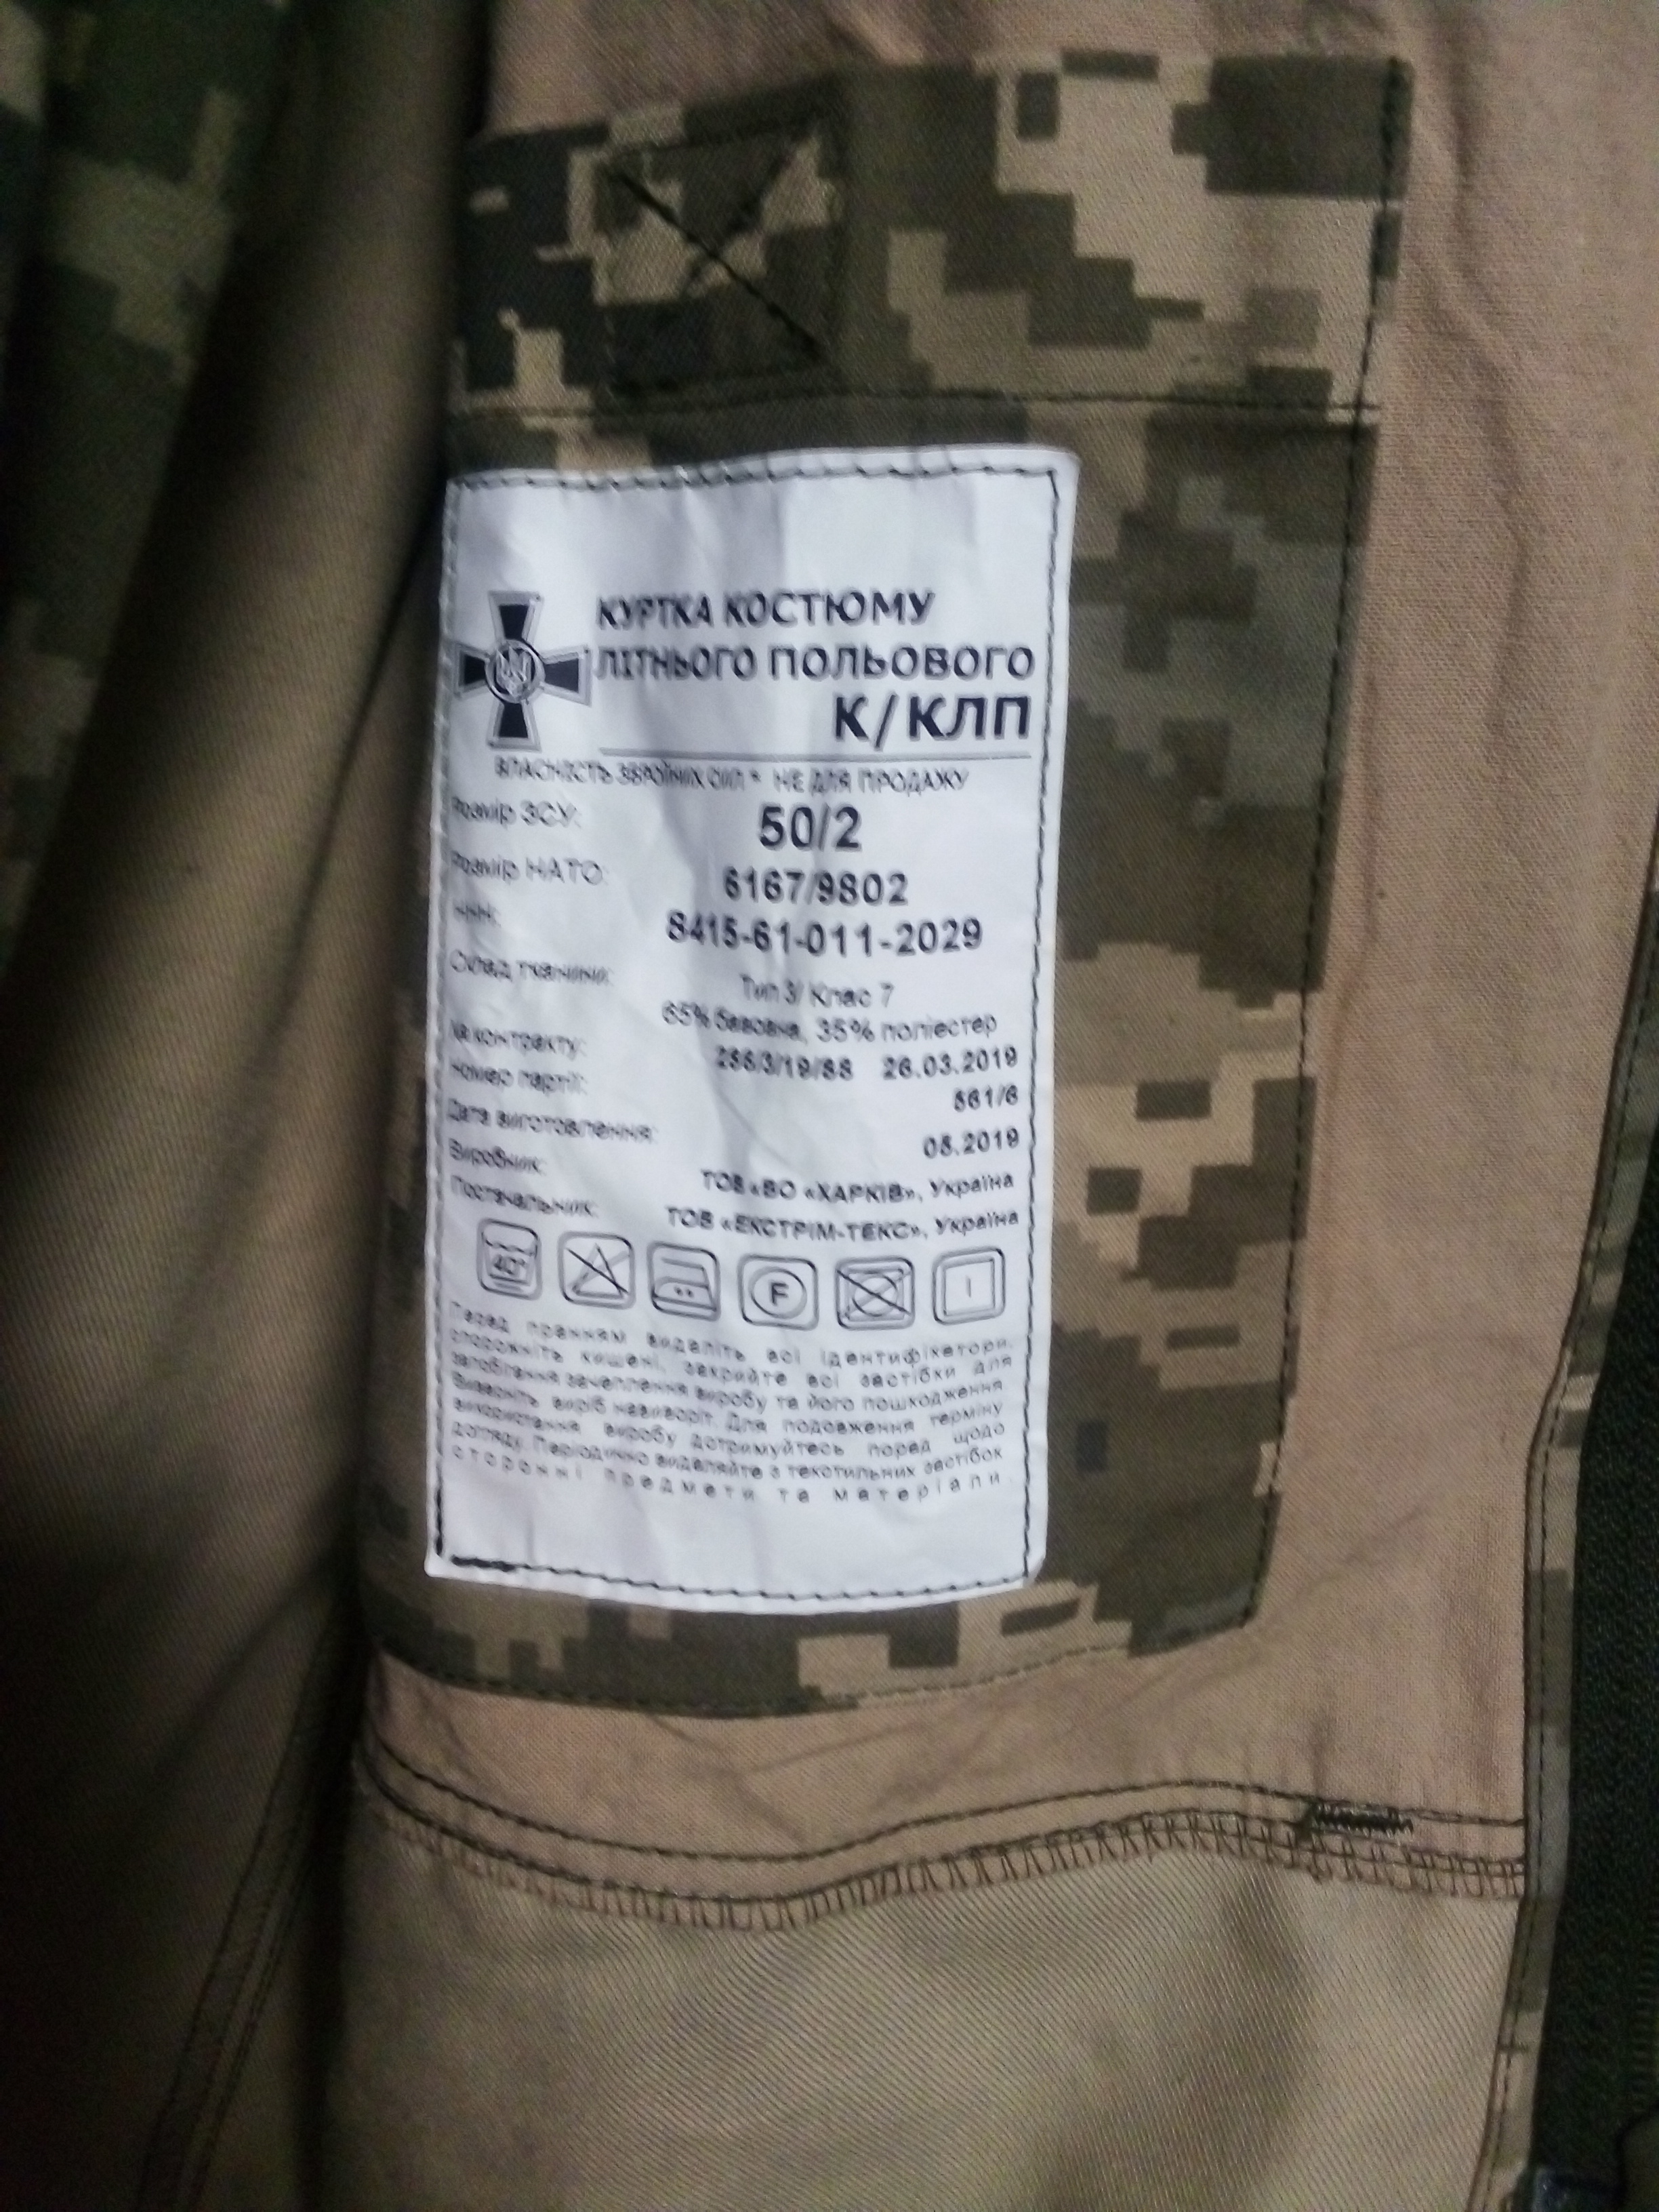 КУРТКА КОСТЮМУ
ЛІТНЬОГО ПОЛЬОВОГО
К/КЛП
ВЛАСНІСТЬ ЗБРОЙНИХ СИЛ * НЕ ДЛЯ ПРОДАЖУ
Розмір ЗСУ: 50/2
Розмір НАТО: 6167/9802
ННН: 8415-61-011-2029
Склад тканини: Тип 3/ Клас 7
65% бавовна, 35% поліестер
№ контракту: 286/3/19/88 26.03.2019
Номер партії: 561/6
Дата виготовлення: 05.2019
Виробник: ТОВ «ВО «ХАРКІВ», Україна
Постачальник: ТОВ «ЕКСТРІМ-ТЕКС», Україна
40° F
Перед пранням видаліть всі ідентифікатори,
спорожніть кишені, закрийте всі застібки для
запобігання зачеплення виробу та його пошкодження
Виверніть виріб навиворіт. Для подовження терміну
використання виробу дотримуйтесь порад щодо
догляду. Періодично видаляйте з текстильних застібок
сторонні предмети та матеріали.